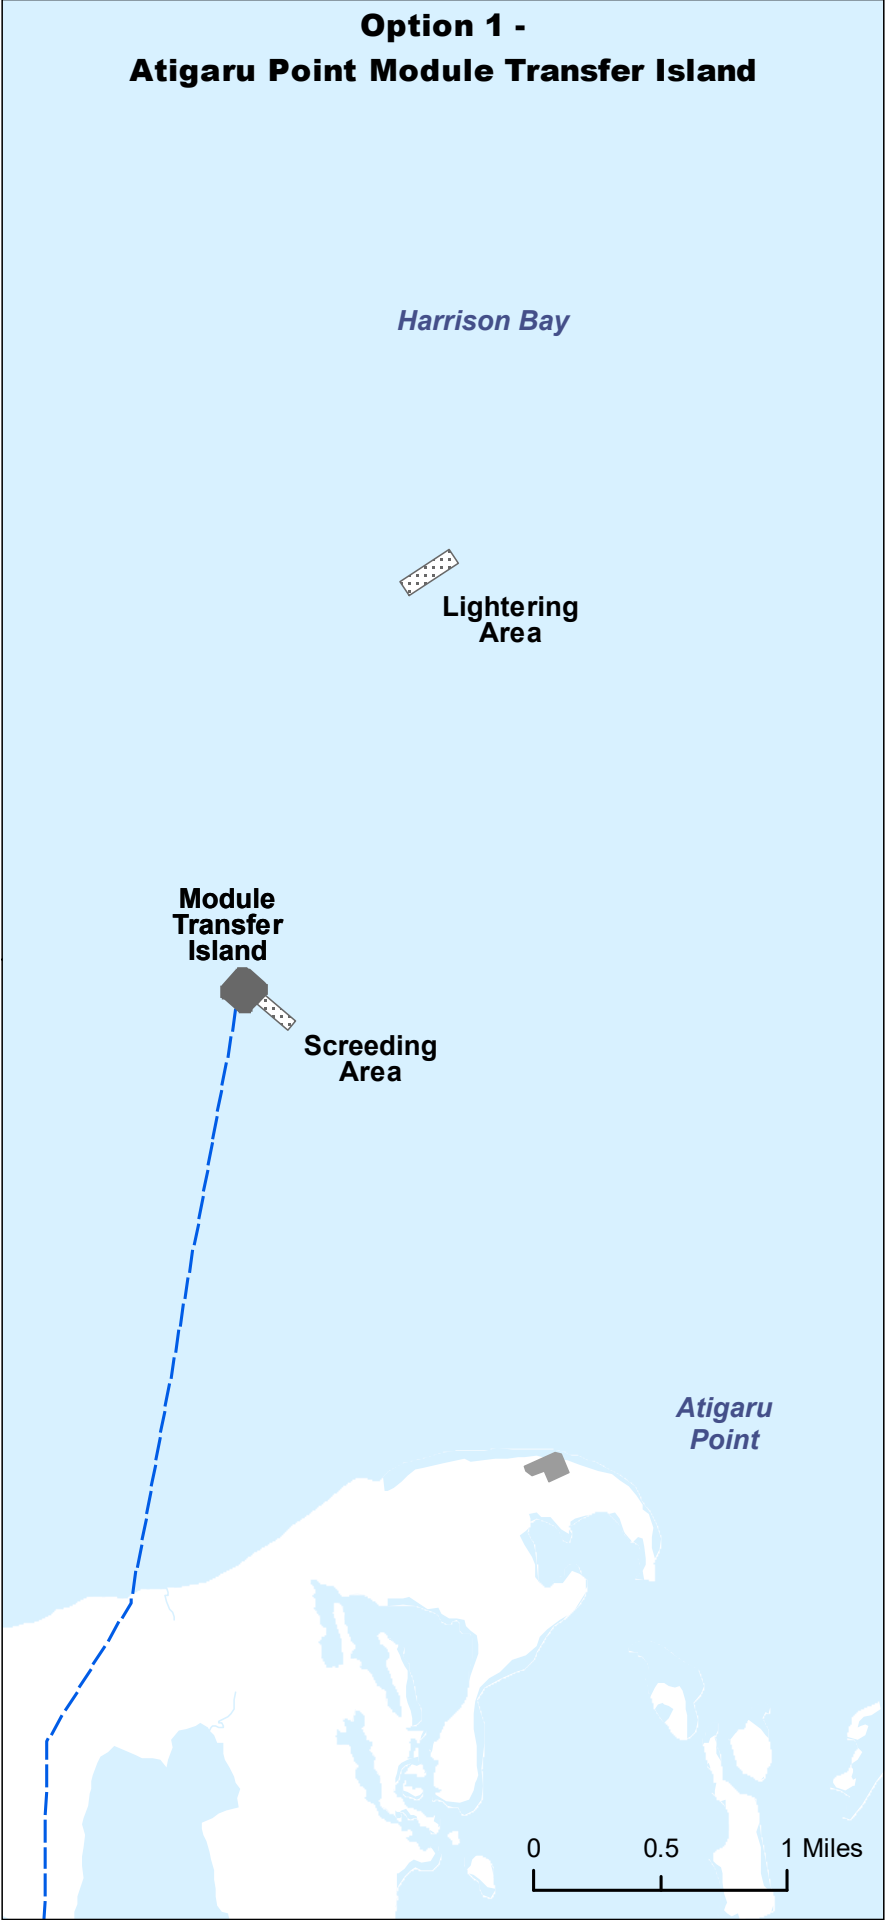 Option 1 -
Atigaru Point Module Transfer Island
Harrison Bay
Lightering
Area
Module
Transfer
Island
Screeding
Area
Atigaru
Point
0 0.5 1 Miles